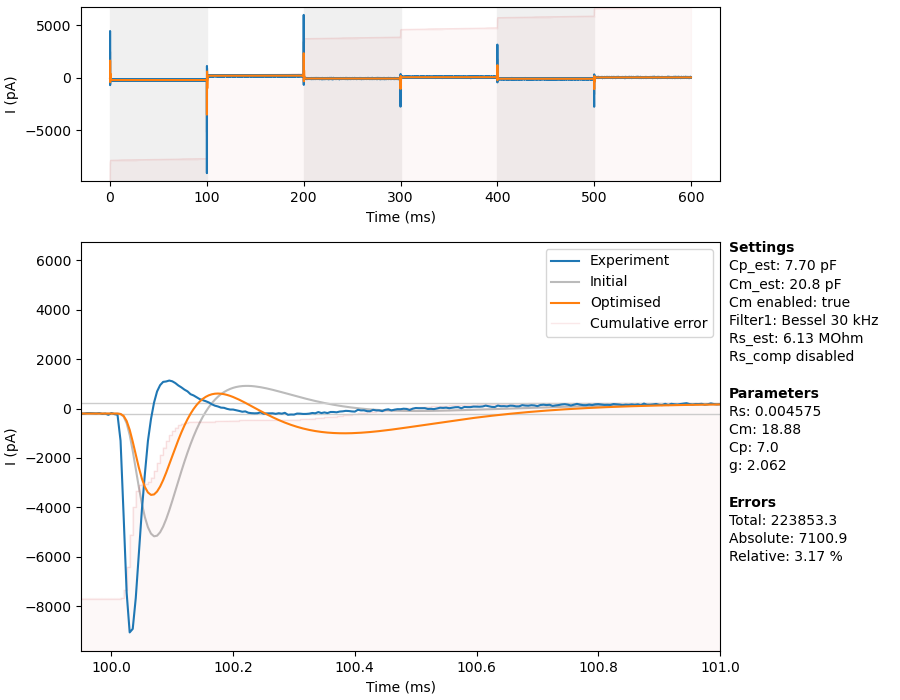 5000
0
−5000
I (pA)
0
100
200
300
400
500
600
Time (ms)
6000
4000
2000
0
−2000
−4000
−6000
−8000
I (pA)
Experiment
Initial
Optimised
Cumulative error
100.0
100.2
100.4
100.6
100.8
101.0
Time (ms)
Settings
Cp_est: 7.70 pF
Cm_est: 20.8 pF
Cm enabled: true
Filter1: Bessel 30 kHz
Rs_est: 6.13 MOhm
Rs_comp disabled
Parameters
Rs: 0.004575
Cm: 18.88
Cp: 7.0
g: 2.062
Errors
Total: 223853.3
Absolute: 7100.9
Relative: 3.17 %